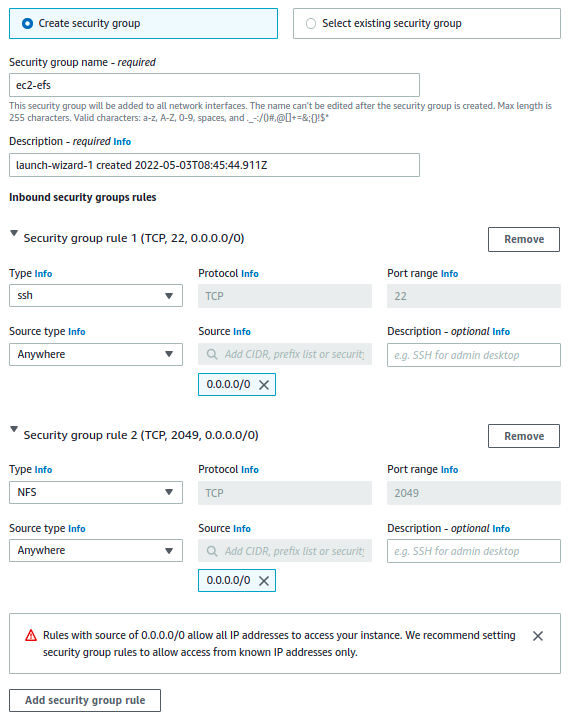 Create security group
Select existing security group
Security group name - required
ec2-efs
This security group will be added to all network interfaces. The name can't be edited after the security group is created. Max length is
255 characters. Valid characters: a-z, A-Z, 0-9, spaces, and ._-:/()#,@[]+=&;{}!$*
Description - required Info
launch-wizard-1 created 2022-05-03T08:45:44.911Z
Inbound security groups rules
Security group rule 1 (TCP, 22, 0.0.0.0/0)
Remove
Type Info
Protocol Info
Port range Info
ssh
TCP
22
Source type Info
Source Info
Description - optional Info
Anywhere
Add CIDR, prefix list or security
e.g. SSH for admin desktop
0.0.0.0/0
Security group rule 2 (TCP, 2049, 0.0.0.0/0)
Remove
Type Info
Protocol Info
Port range Info
NFS
TCP
2049
Source type Info
Source Info
Description - optional Info
Anywhere
Add CIDR, prefix list or security
e.g. SSH for admin desktop
0.0.0.0/0
Rules with source of 0.0.0.0/0 allow all IP addresses to access your instance. We recommend setting
security group rules to allow access from known IP addresses only.
Add security group rule